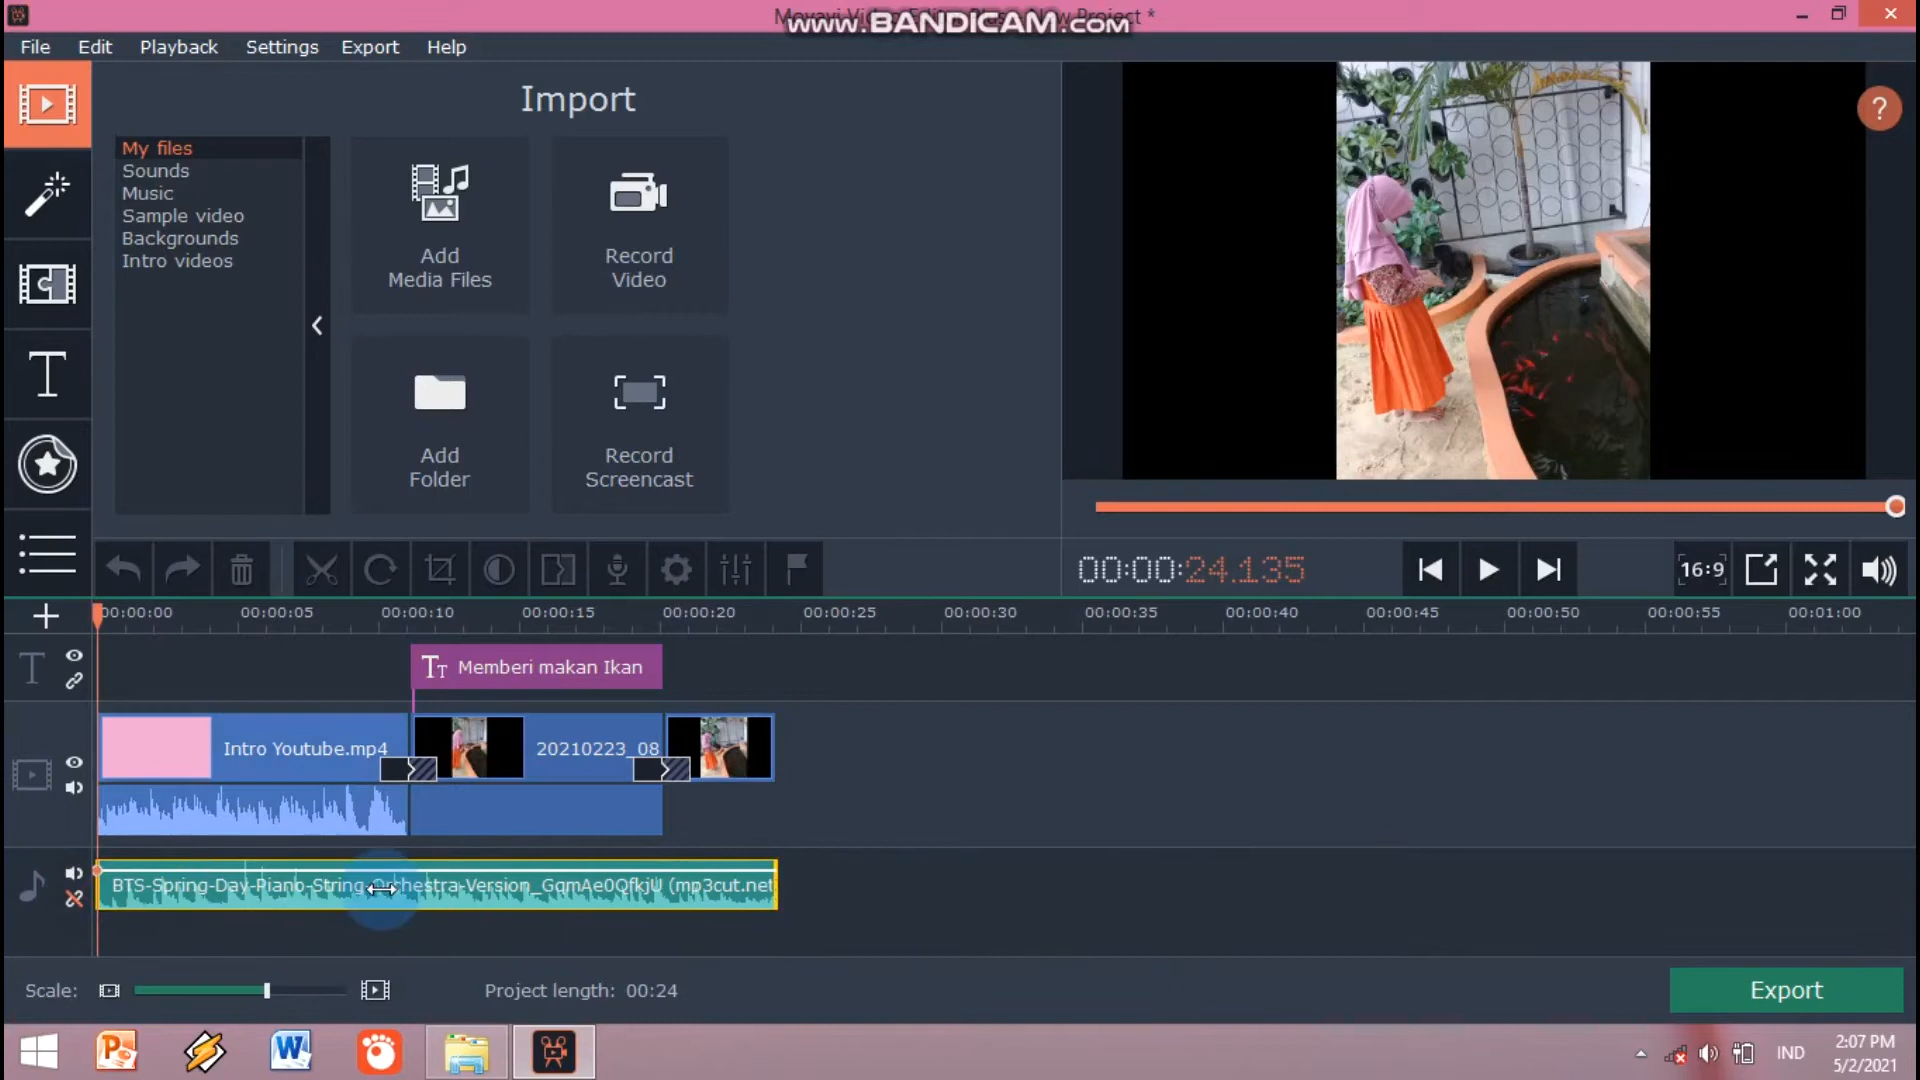 www.BANDICAM.com
File Edit Playback Settings Export Help
Import
?
My files
Sounds
Music
Sample video
Backgrounds
Intro videos
Add
Media Files
Record
Video
Add
Folder
Record
Screencast
00:00:24.135
16:9
00:00:00 00:00:05 00:00:10 00:00:15 00:00:20 00:00:25 00:00:30 00:00:35 00:00:40 00:00:45 00:00:50 00:00:55 00:01:00
Memberi makan Ikan
Intro Youtube.mp4
20210223_08
BTS-Spring-Day-Piano-String-Orchestra-Version_GqmAe0QfkjU (mp3cut.net
Scale:
Project length: 00:24
Export
IND
2:07 PM
5/2/2021